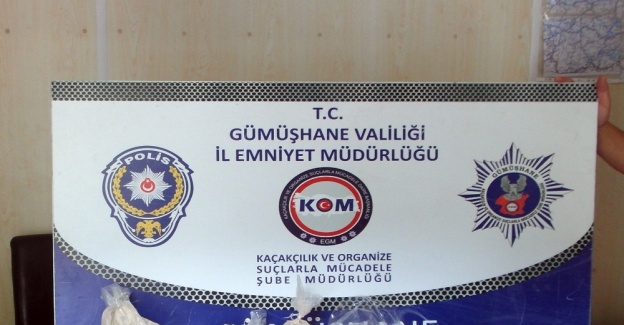 T.C.
GÜMÜŞHANE VALİLİĞİ
İL EMNİYET MÜDÜRLÜĞÜ
POLİS
KOM
EGM
GÜMÜŞHANE
KAÇAKÇILIK VE ORGANİZE
SUÇLARLA MÜCADELE
ŞUBE MÜDÜRLÜĞÜ